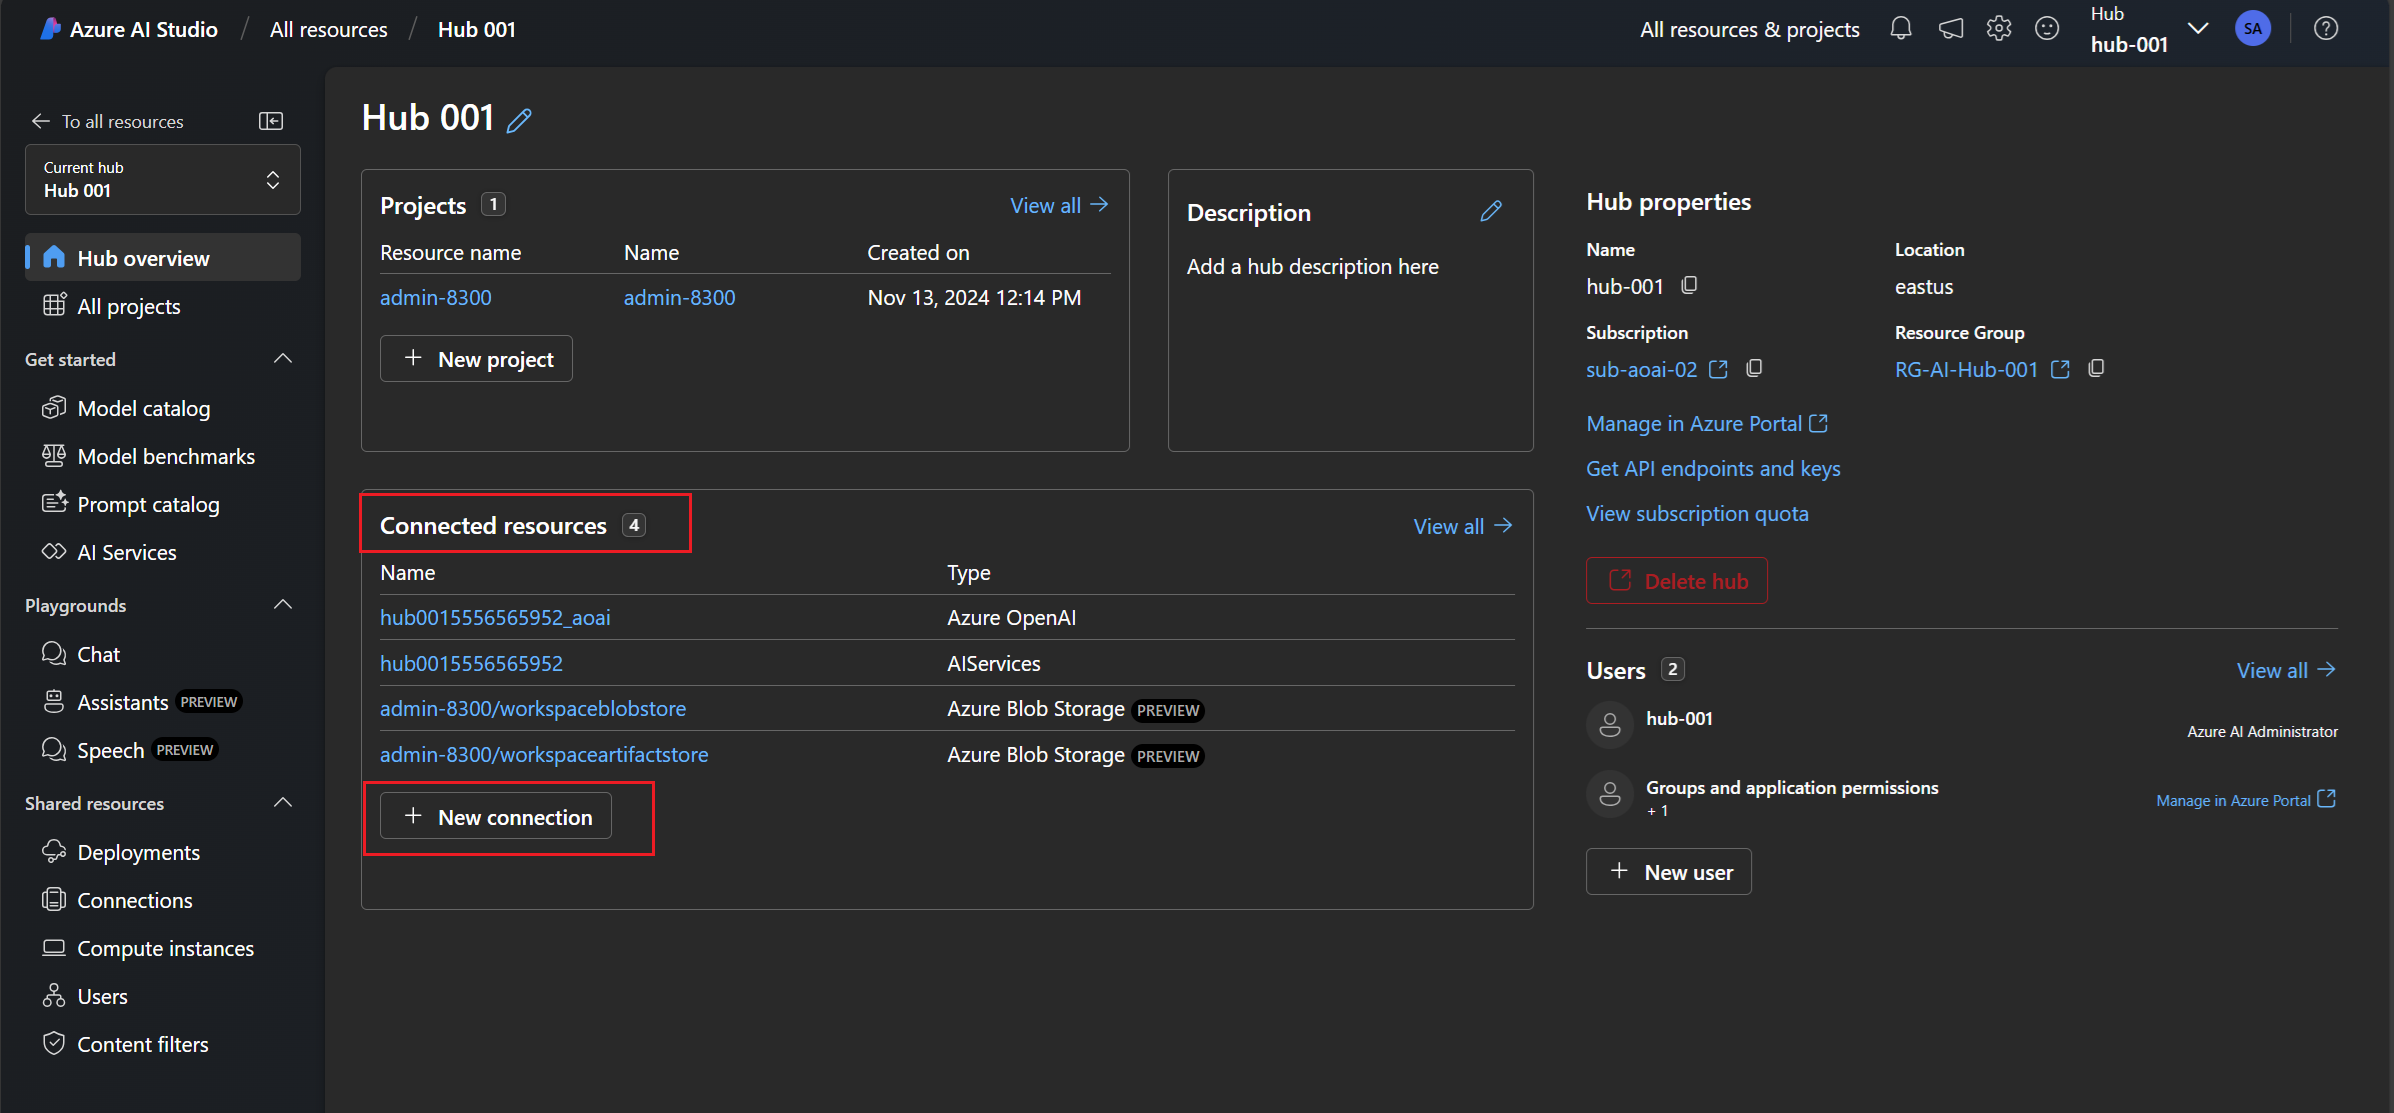 Azure AI Studio / All resources / Hub 001
All resources & projects
Hub
hub-001
SA
To all resources
Current hub
Hub 001
Hub overview
All projects
Get started
Model catalog
Model benchmarks
Prompt catalog
AI Services
Playgrounds
Chat
Assistants PREVIEW
Speech PREVIEW
Shared resources
Deployments
Connections
Compute instances
Users
Content filters
Hub 001
Projects 1
View all
Resource name Name Created on
admin-8300 admin-8300 Nov 13, 2024 12:14 PM
+ New project
Description
Add a hub description here
Connected resources 4
View all
Name Type
hub0015556565952_aoai Azure OpenAI
hub0015556565952 AIServices
admin-8300/workspaceblobstore Azure Blob Storage PREVIEW
admin-8300/workspaceartifactstore Azure Blob Storage PREVIEW
+ New connection
Hub properties
Name Location
hub-001 eastus
Subscription Resource Group
sub-aoai-02 RG-AI-Hub-001
Manage in Azure Portal
Get API endpoints and keys
View subscription quota
Delete hub
Users 2
View all
hub-001
Azure AI Administrator
Groups and application permissions
+ 1
Manage in Azure Portal
+ New user